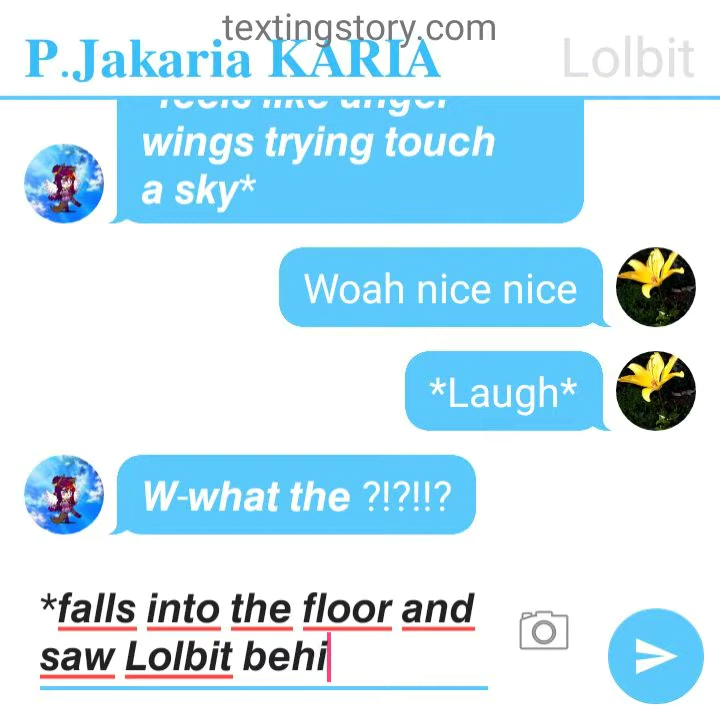 textingstory.com
P.Jakaria KARIA
Lolbit
wings trying touch
a sky*
Woah nice nice
*Laugh*
W-what the ?!?!!?
*falls into the floor and
saw Lolbit behi